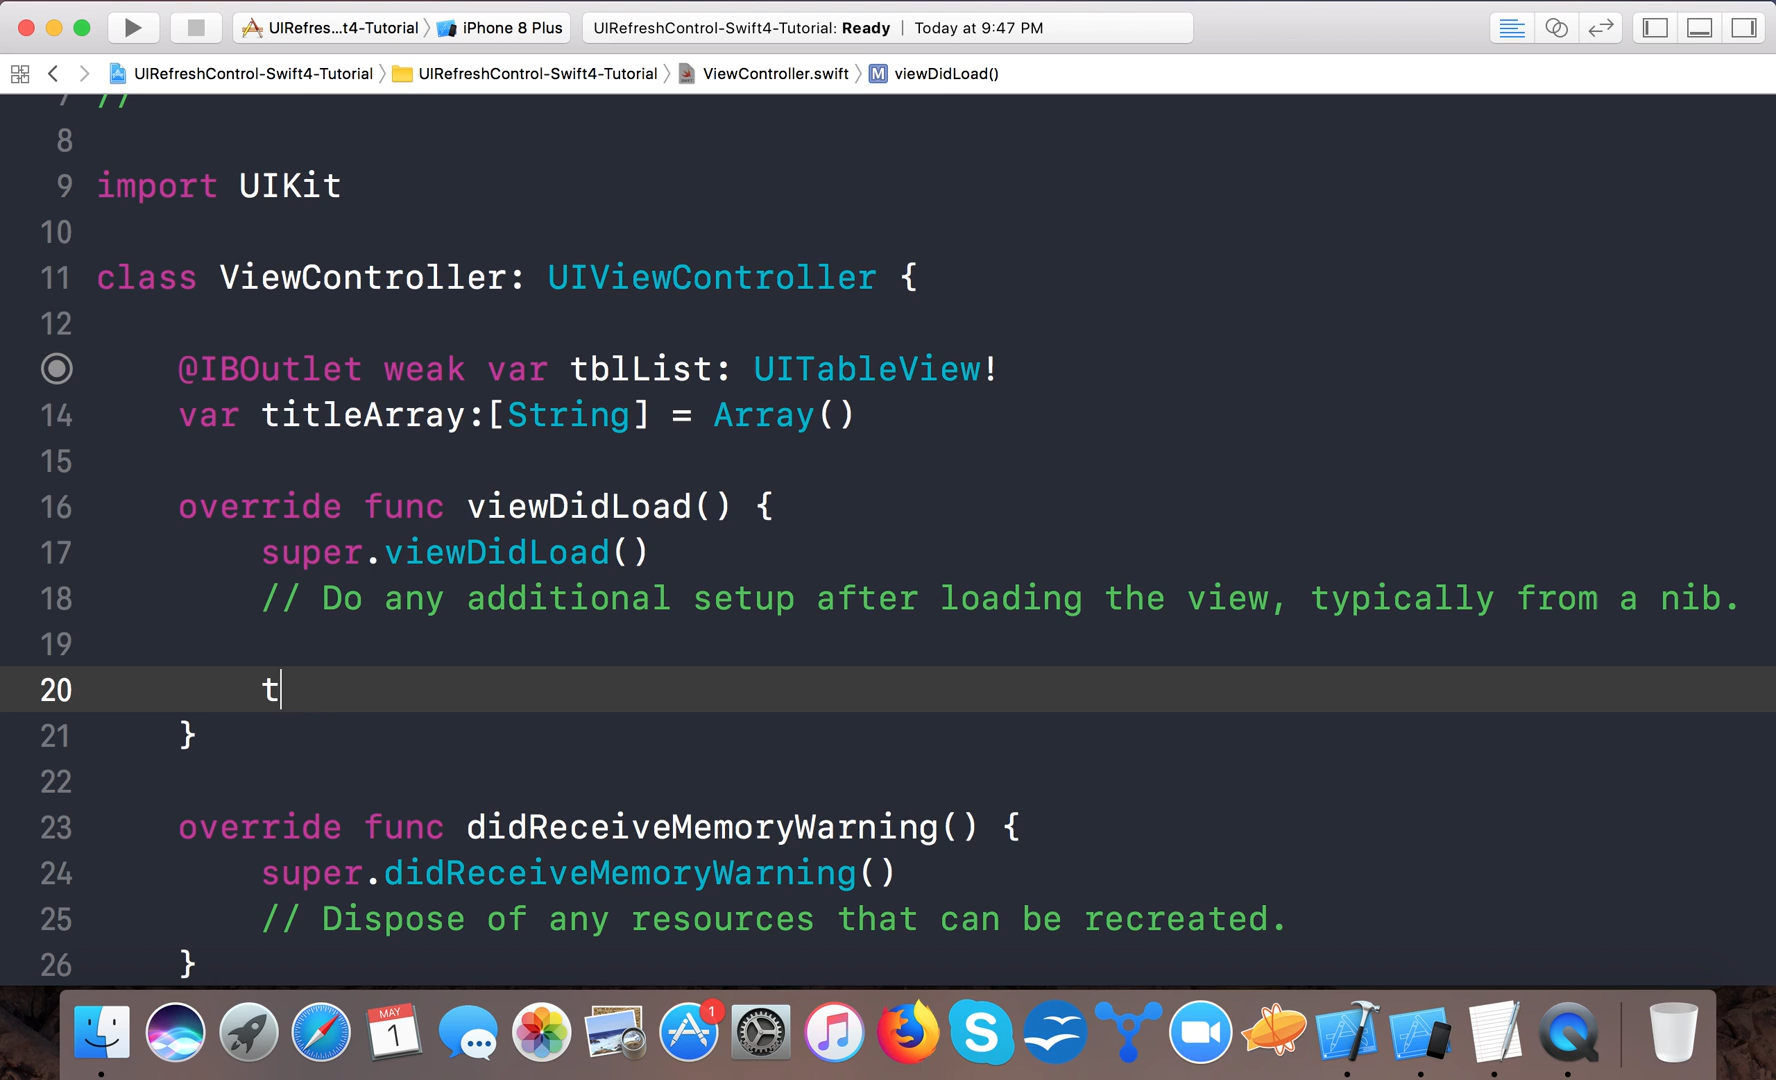 UIRefres...t4-Tutorial 〉 iPhone 8 Plus
UIRefreshControl-Swift4-Tutorial: Ready | Today at 9:47 PM
UIRefreshControl-Swift4-Tutorial 〉 UIRefreshControl-Swift4-Tutorial 〉 ViewController.swift 〉 M viewDidLoad()
7 //
8
9 import UIKit
10
11 class ViewController: UIViewController {
12
@IBOutlet weak var tblList: UITableView!
14 var titleArray:[String] = Array()
15
16 override func viewDidLoad() {
17 super.viewDidLoad()
18 // Do any additional setup after loading the view, typically from a nib.
19
20 t
21 }
22
23 override func didReceiveMemoryWarning() {
24 super.didReceiveMemoryWarning()
25 // Dispose of any resources that can be recreated.
26 }
MAY
1
1
S